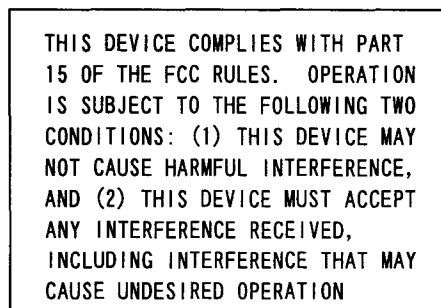 THIS DEVICE COMPLIES WITH PART
15 OF THE FCC RULES. OPERATION
IS SUBJECT TO THE FOLLOWING TWO
CONDITIONS: (1) THIS DEVICE MAY
NOT CAUSE HARMFUL INTERFERENCE,
AND (2) THIS DEVICE MUST ACCEPT
ANY INTERFERENCE RECEIVED,
INCLUDING INTERFERENCE THAT MAY
CAUSE UNDESIRED OPERATION